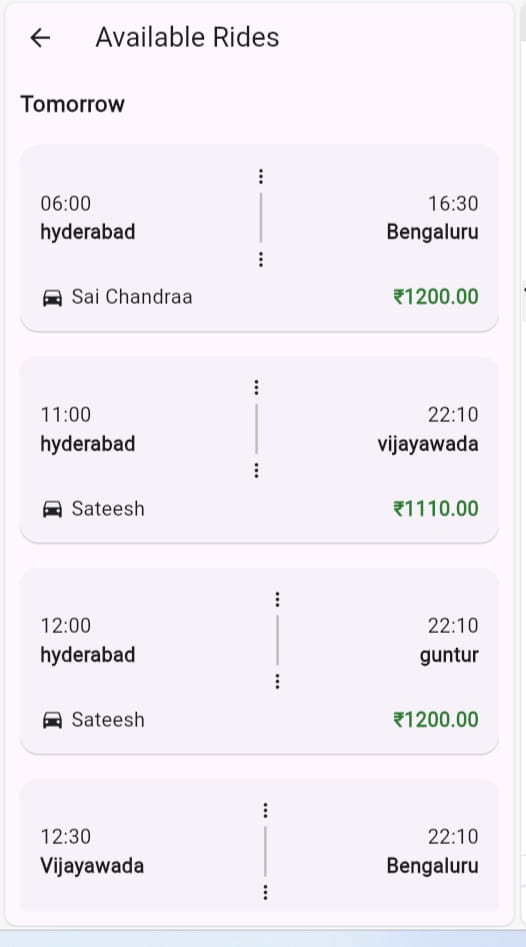 Available Rides
Tomorrow
06:00 16:30
hyderabad Bengaluru
Sai Chandraa ₹1200.00
11:00 22:10
hyderabad vijayawada
Sateesh ₹1110.00
12:00 22:10
hyderabad guntur
Sateesh ₹1200.00
12:30 22:10
Vijayawada Bengaluru